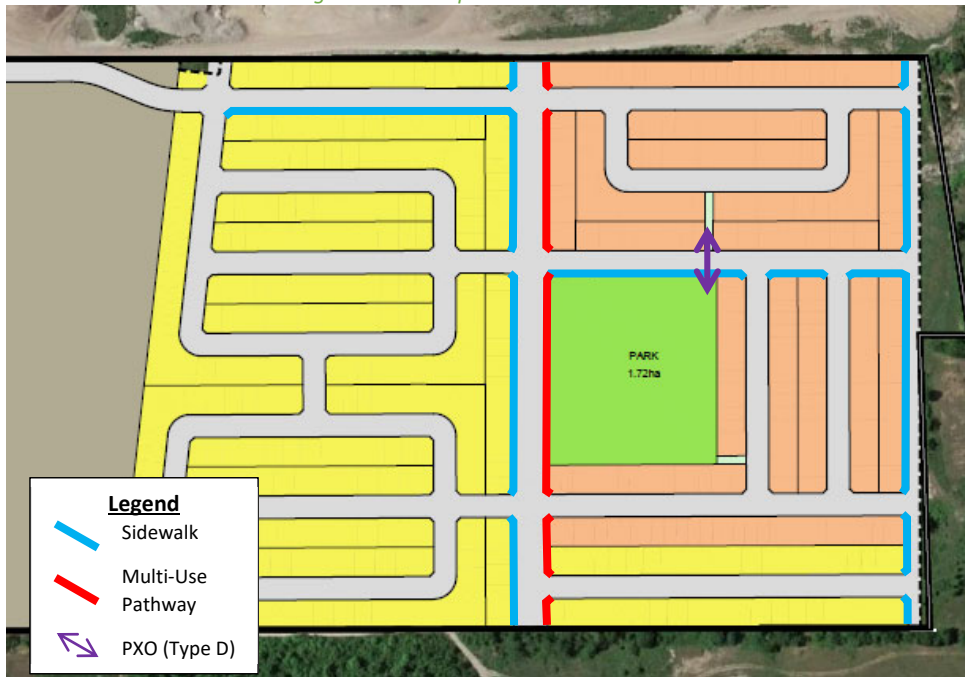 PARK
1.72ha
Legend
Sidewalk
Multi-Use
Pathway
PXO (Type D)